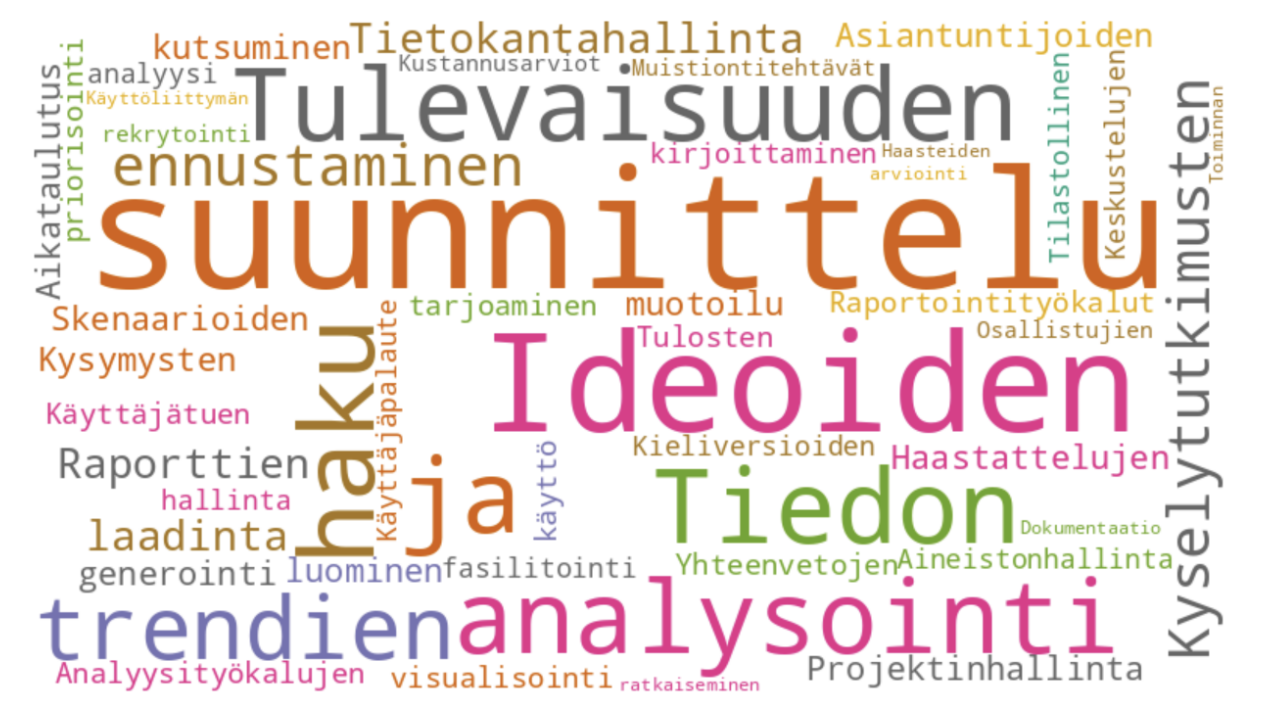 kutsuminen
Tietokantahallinta
Asiantuntijoiden
Aikataulutus
priorisointi
analyysi
Kustannusarviot
•Muistiontitehtävät
Käyttöliittymän
Tulevaisuuden
Tilastollinen
Keskustelujen
Kyselytutkimusten
Toiminnan
rekrytointi
ennustaminen
kirjoittaminen
Haasteiden
arviointi
suunnittelu
Skenaarioiden
tarjoaminen
muotoilu
Raportointityökalut
Kysymysten
haku
Käyttäjäpalaute
Ideoiden
Tulosten
Osallistujien
Käyttäjätuen
Raporttien
ja
käyttö
Kieliversioiden
Haastattelujen
hallinta
Tiedon
laadinta
Dokumentaatio
generointi
luominen
fasilitointi
Yhteenvetojen
Aineistonhallinta
trendien
analysointi
Analyysityökalujen
visualisointi
ratkaiseminen
Projektinhallinta